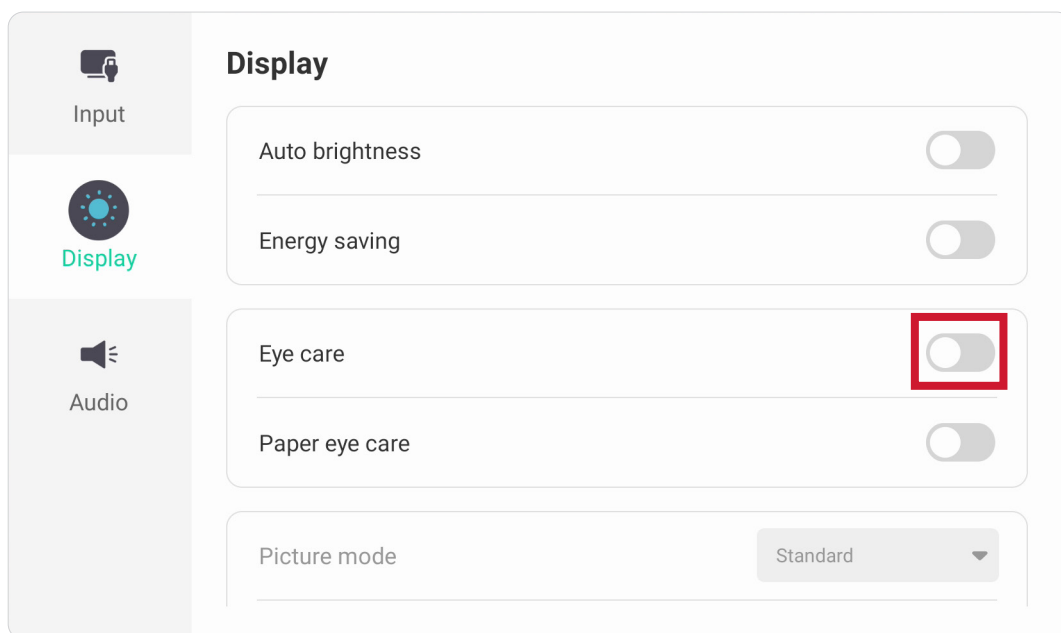 Input
Display
Audio
Display
Auto brightness
Energy saving
Eye care
Paper eye care
Picture mode Standard